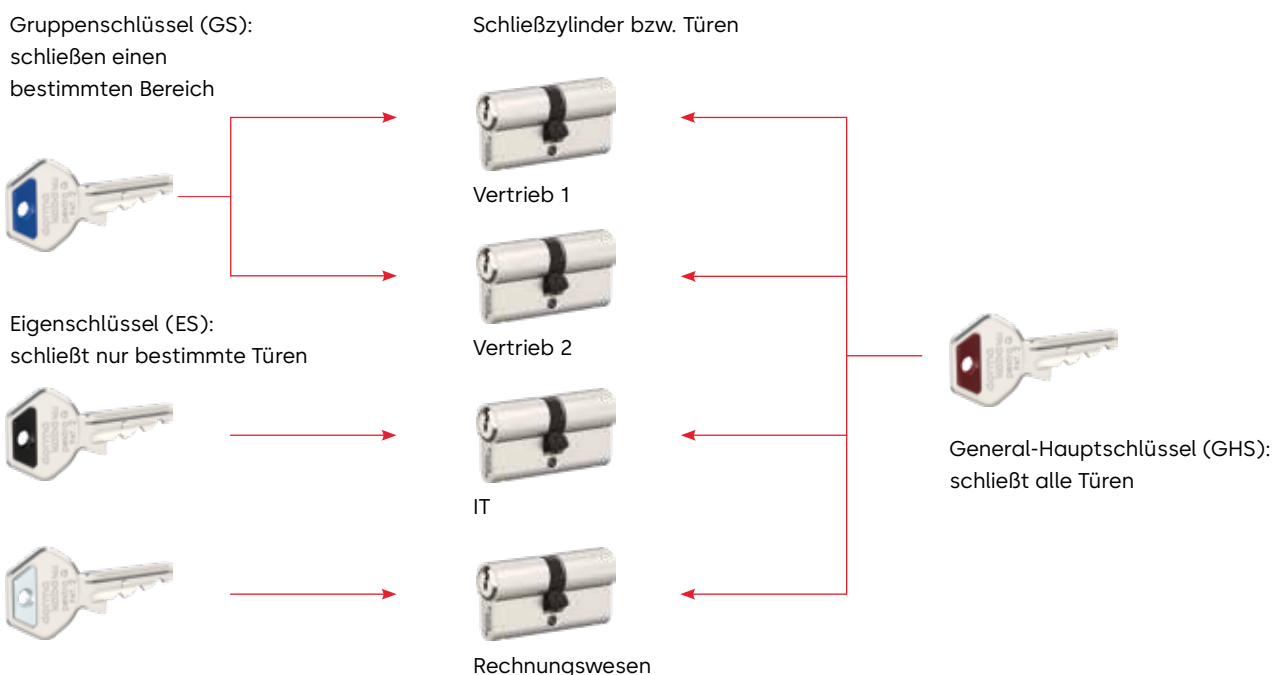 Gruppenschlüssel (GS):
schließen einen
bestimmten Bereich
Schließzylinder bzw. Türen
Vertrieb 1
Vertrieb 2
Eigenschlüssel (ES):
schließt nur bestimmte Türen
IT
Rechnungswesen
General-Hauptschlüssel (GHS):
schließt alle Türen